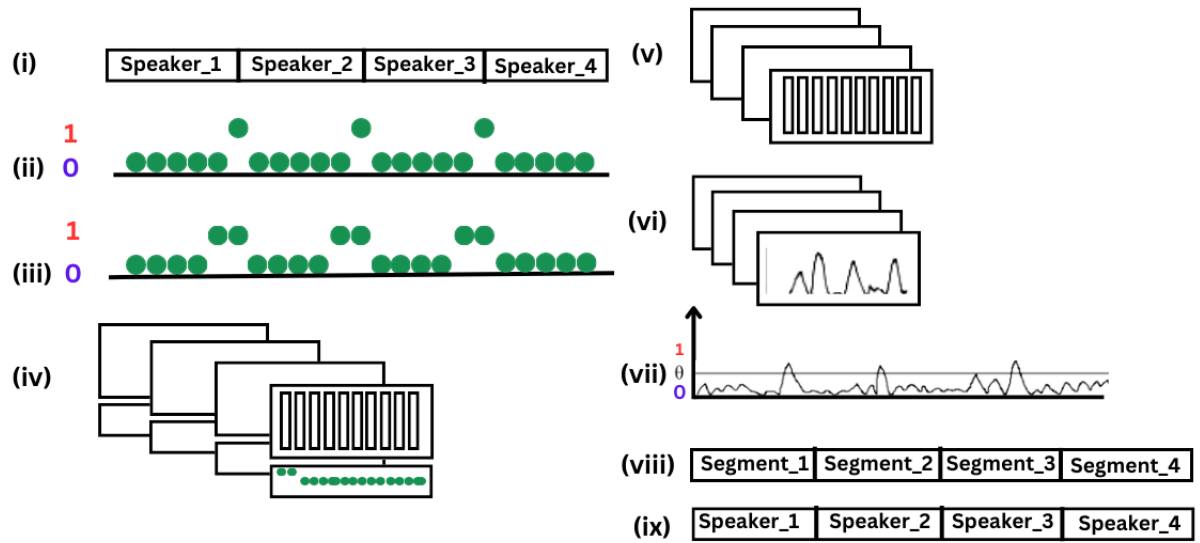 (i) Speaker_1 Speaker_2 Speaker_3 Speaker_4
1
(ii) 0
1
(iii) 0
(iv)
(v)
(vi)
1
(vii) θ
0
(viii) Segment_1 Segment_2 Segment_3 Segment_4
(ix) Speaker_1 Speaker_2 Speaker_3 Speaker_4